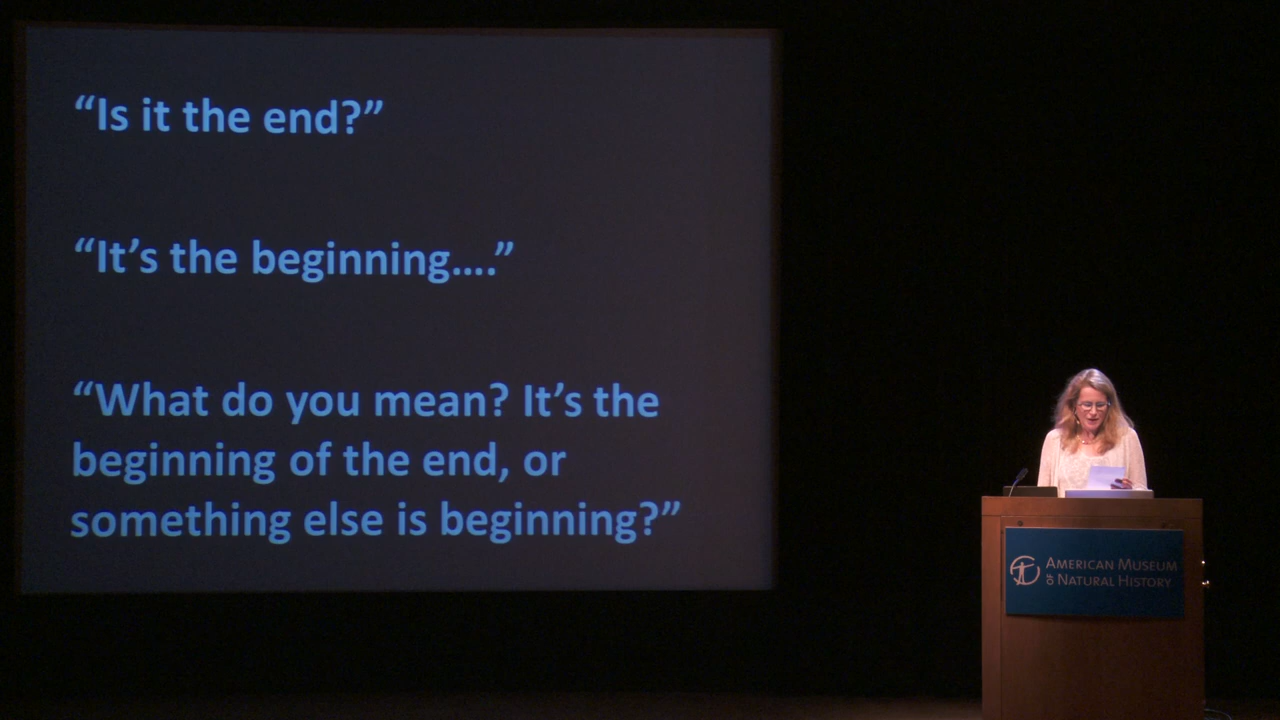 “Is it the end?”
“It’s the beginning....”
“What do you mean? It’s the
beginning of the end, or
something else is beginning?”
AMERICAN MUSEUM
OF NATURAL HISTORY